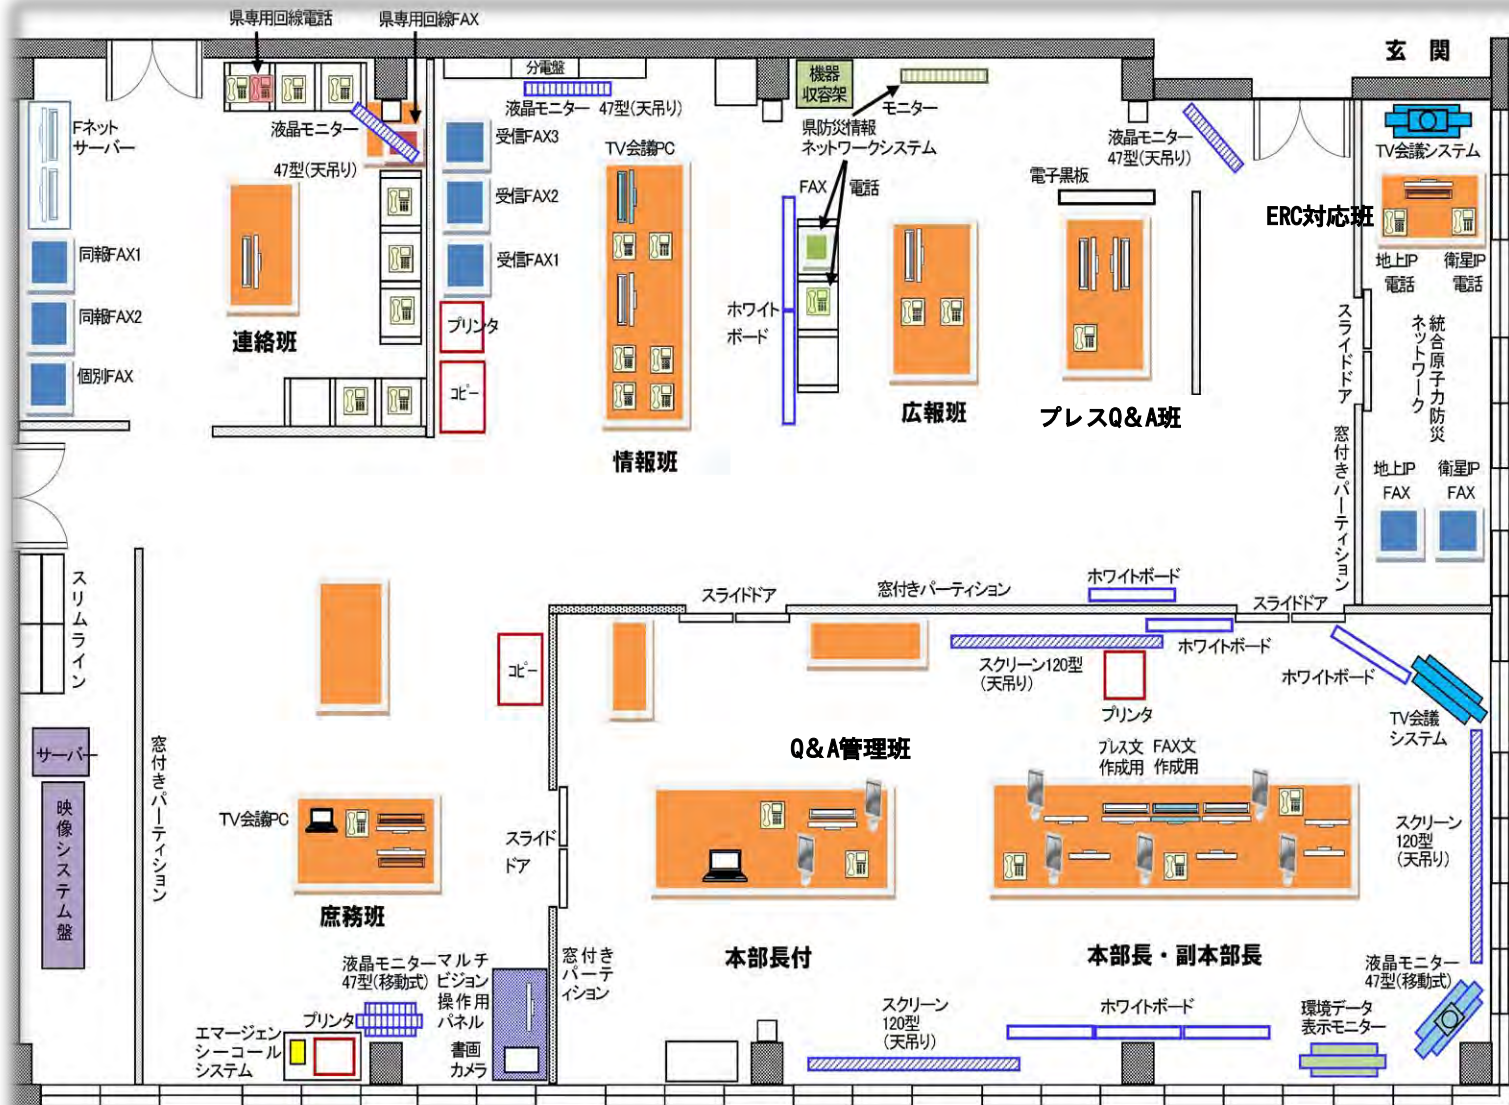 県専用回線電話
県専用回線FAX
玄　関
分電盤
機器
収容架
液晶モニター 47型(天吊り)
モニター
県防災情報
ネットワークシステム
Fネット
サーバー
液晶モニター
47型(天吊り)
受信FAX3
TV会議PC
液晶モニター
47型(天吊り)
TV会議システム
電子黒板
FAX
電話
受信FAX2
ERC対応班
同報FAX1
受信FAX1
地上IP
電話
衛星IP
電話
同報FAX2
連絡班
プリンタ
ホワイト
ボード
スライドドア
統合原子力防災
ネットワーク
個別FAX
コピー
広報班
プレスQ&A班
情報班
窓付きパーティション
地上IP
FAX
衛星IP
FAX
スリムライン
スライドドア
窓付きパーティション
ホワイトボード
スライドドア
コピー
スクリーン120型
(天吊り)
ホワイトボード
ホワイトボード
プリンタ
TV会議
システム
サーバー
窓付きパーティション
Q&A管理班
プレス文
作成用
FAX文
作成用
映像システム盤
TV会議PC
スライド
ドア
スクリーン
120型
(天吊り)
庶務班
本部長付
本部長・副本部長
窓付き
パーテ
ィション
液晶モニター
47型(移動式)
マルチ
ビジョン
操作用
パネル
液晶モニター
47型(移動式)
スクリーン
120型
(天吊り)
ホワイトボード
環境データ
表示モニター
エマージェン
シーコール
システム
プリンタ
書画
カメラ